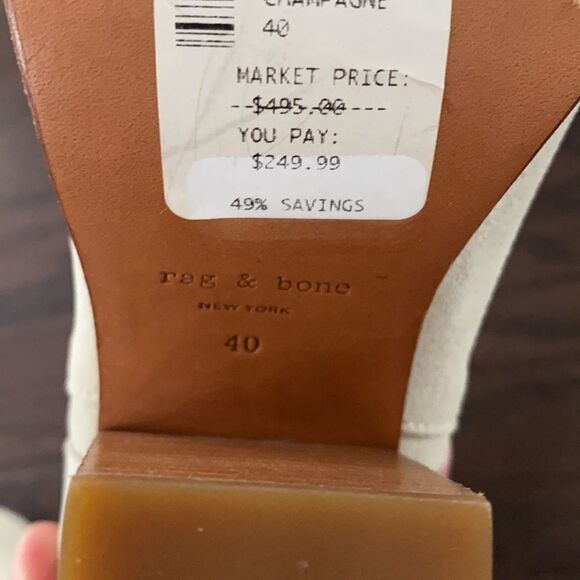 CHAMPAGNE
40
MARKET PRICE:
--$495.00---
YOU PAY:
$249.99
49% SAVINGS
rag & bone
NEW YORK
40